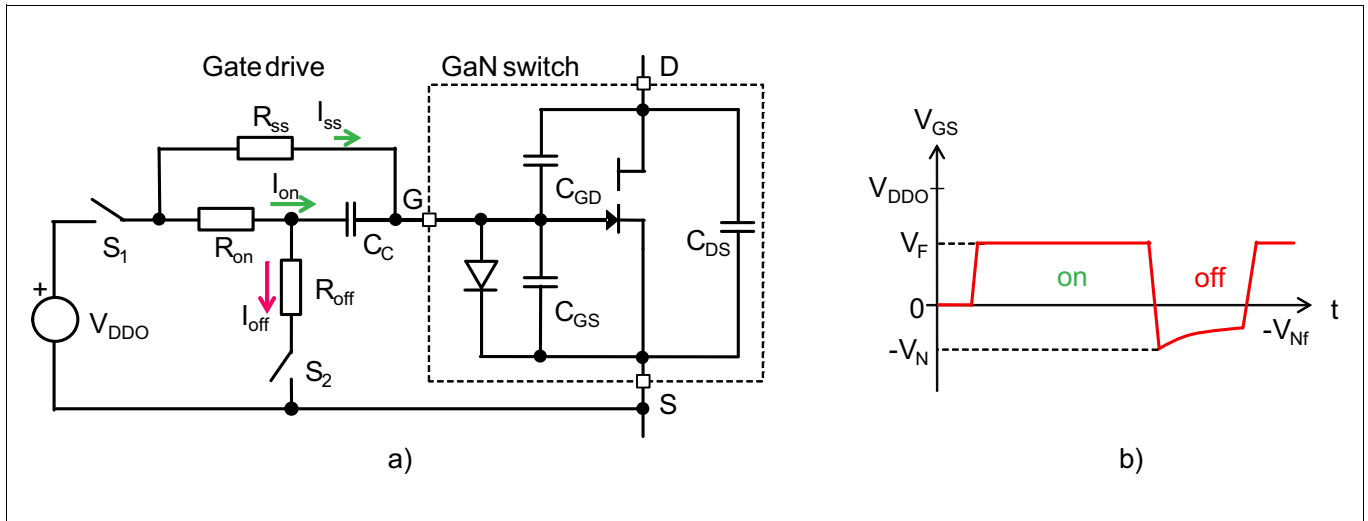 Gate drive
GaN switch
D
R_ss
I_ss
I_on
G
C_GD
S_1
R_on
C_C
C_DS
+
R_off
C_GS
V_DDO
I_off
S_2
S
a)
V_GS
V_DDO
V_F
on
off
0
t
-V_Nf
-V_N
b)